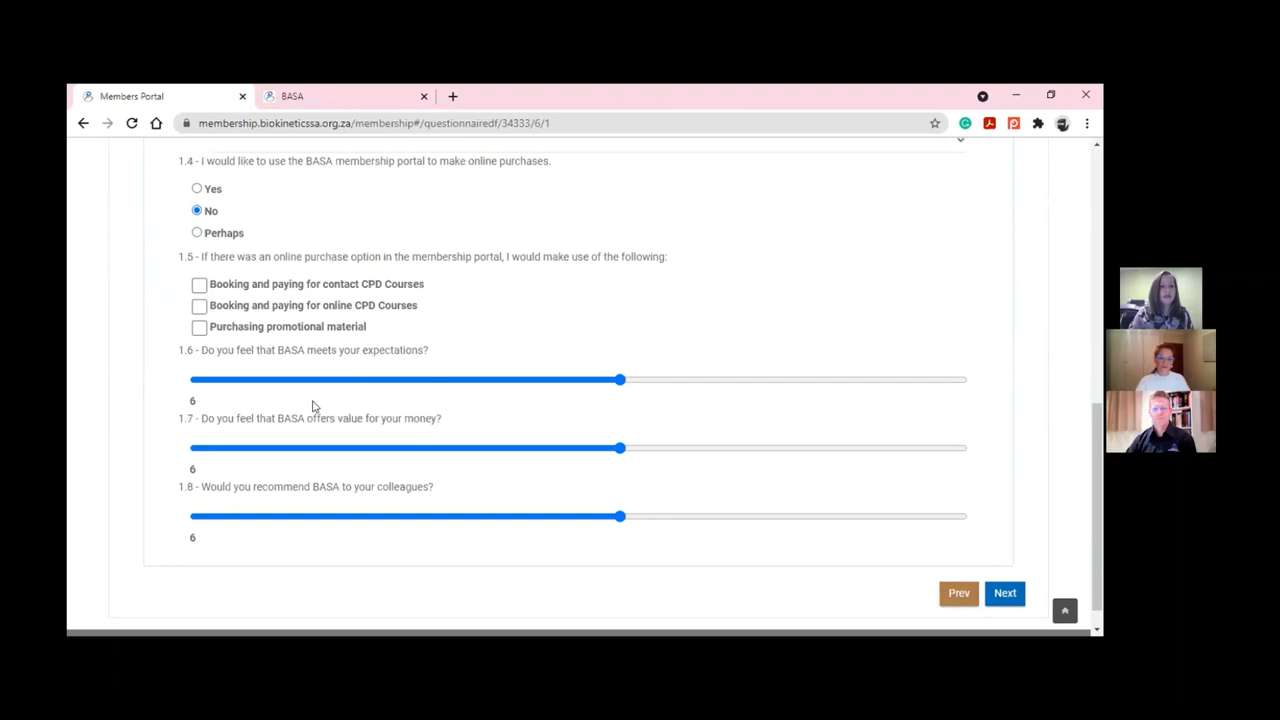 Members Portal
BASA
membership.biokineticssa.org.za/membership#/questionnairedf/34333/6/1
1.4 - I would like to use the BASA membership portal to make online purchases.
Yes
No
Perhaps
1.5 - If there was an online purchase option in the membership portal, I would make use of the following:
Booking and paying for contact CPD Courses
Booking and paying for online CPD Courses
Purchasing promotional material
1.6 - Do you feel that BASA meets your expectations?
6
1.7 - Do you feel that BASA offers value for your money?
6
1.8 - Would you recommend BASA to your colleagues?
6
Prev
Next